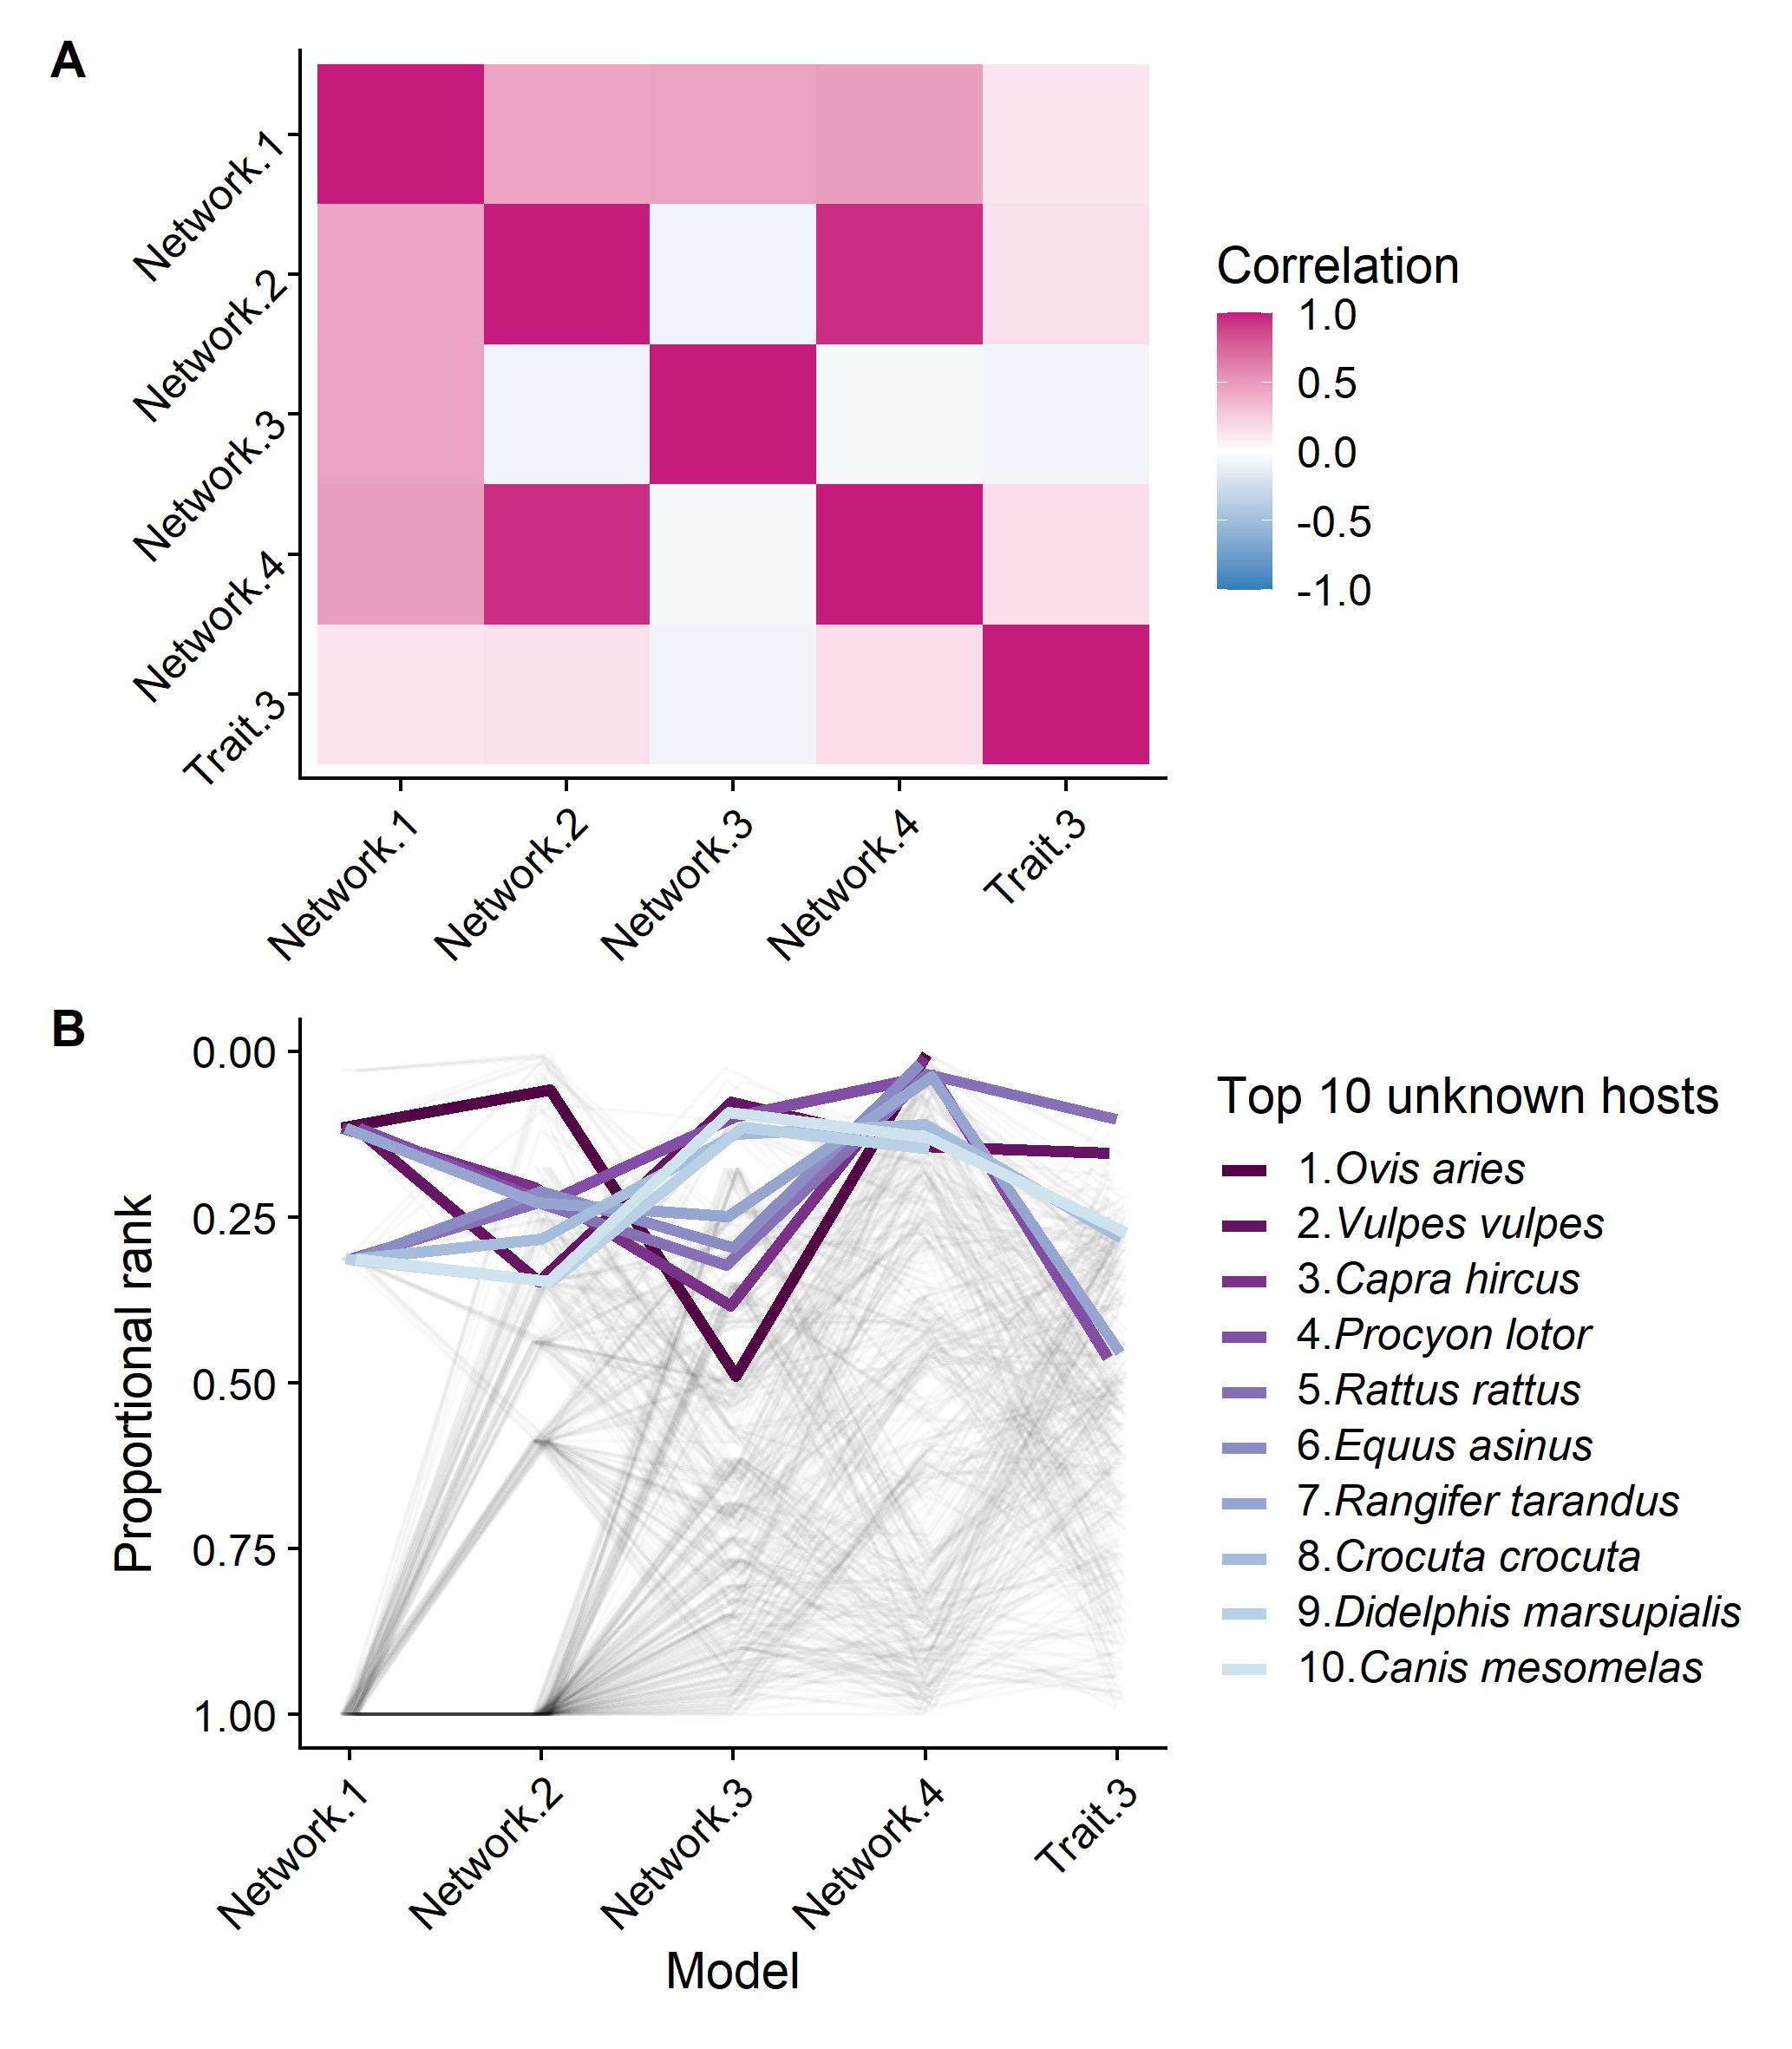 A
Network.1
Network.2
Network.3
Network.4
Trait.3
Network.1
Network.2
Network.3
Network.4
Trait.3
Correlation
1.0
0.5
0.0
-0.5
-1.0
B
Proportional rank
0.00
0.25
0.50
0.75
1.00
Network.1
Network.2
Network.3
Network.4
Trait.3
Model
Top 10 unknown hosts
1.Ovis aries
2.Vulpes vulpes
3.Capra hircus
4.Procyon lotor
5.Rattus rattus
6.Equus asinus
7.Rangifer tarandus
8.Crocuta crocuta
9.Didelphis marsupialis
10.Canis mesomelas